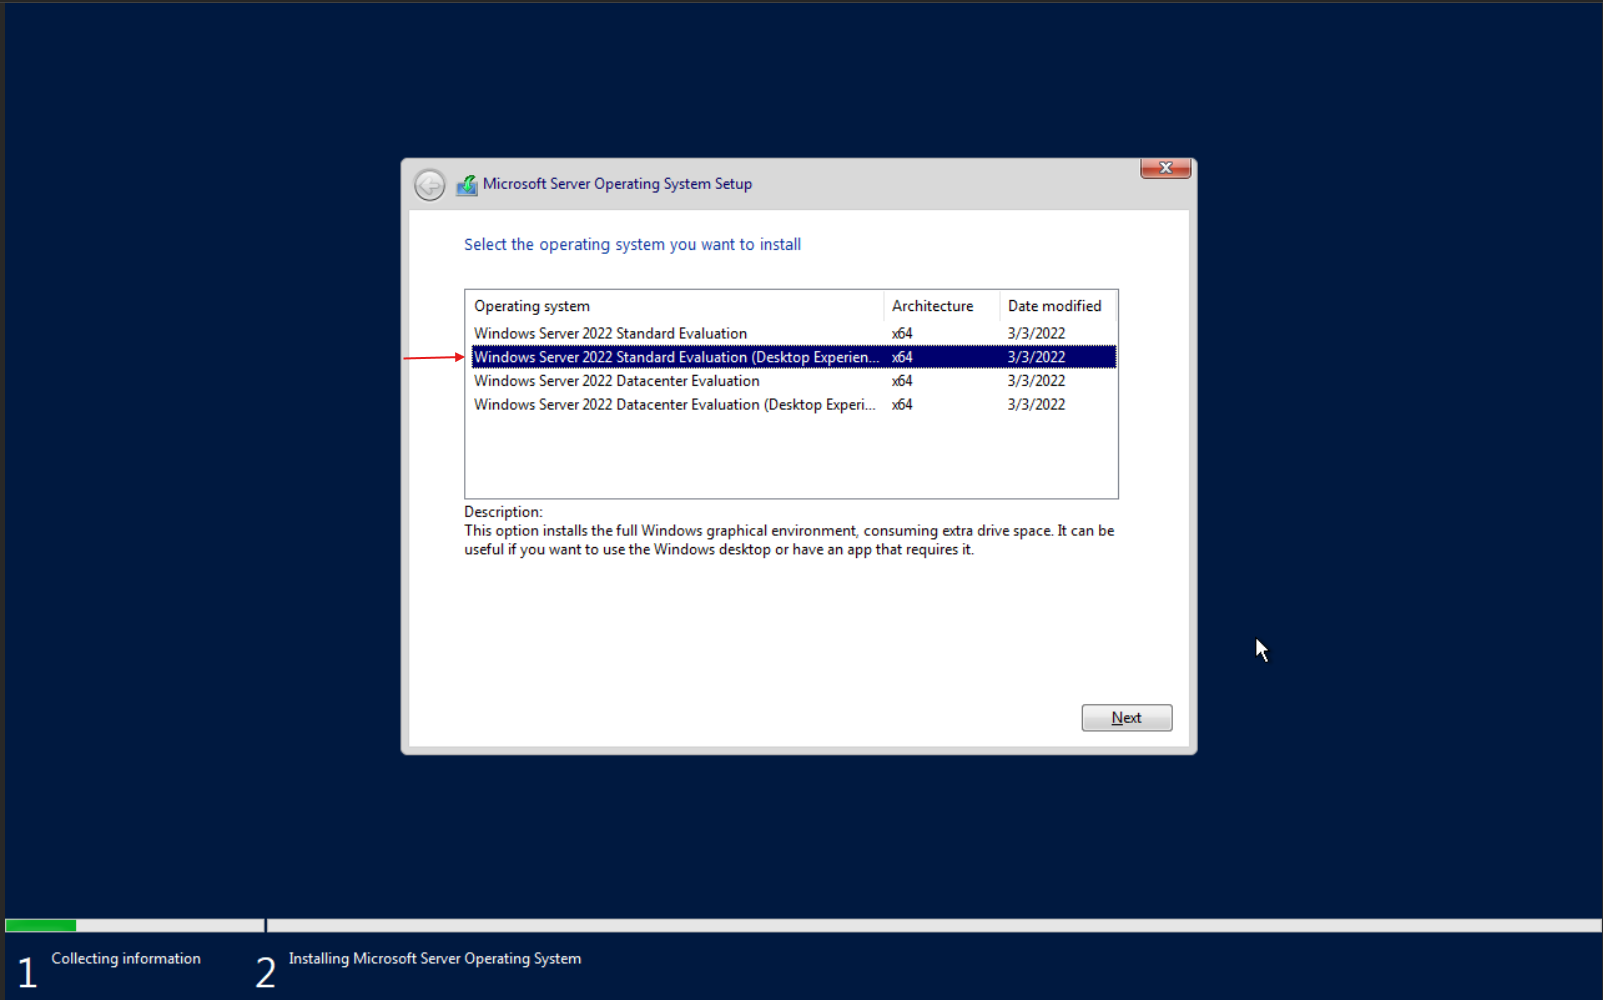 Microsoft Server Operating System Setup
Select the operating system you want to install
Operating system Architecture Date modified
Windows Server 2022 Standard Evaluation x64 3/3/2022
Windows Server 2022 Standard Evaluation (Desktop Experien... x64 3/3/2022
Windows Server 2022 Datacenter Evaluation x64 3/3/2022
Windows Server 2022 Datacenter Evaluation (Desktop Experi... x64 3/3/2022
Description:
This option installs the full Windows graphical environment, consuming extra drive space. It can be
useful if you want to use the Windows desktop or have an app that requires it.
Next
1 Collecting information 2 Installing Microsoft Server Operating System